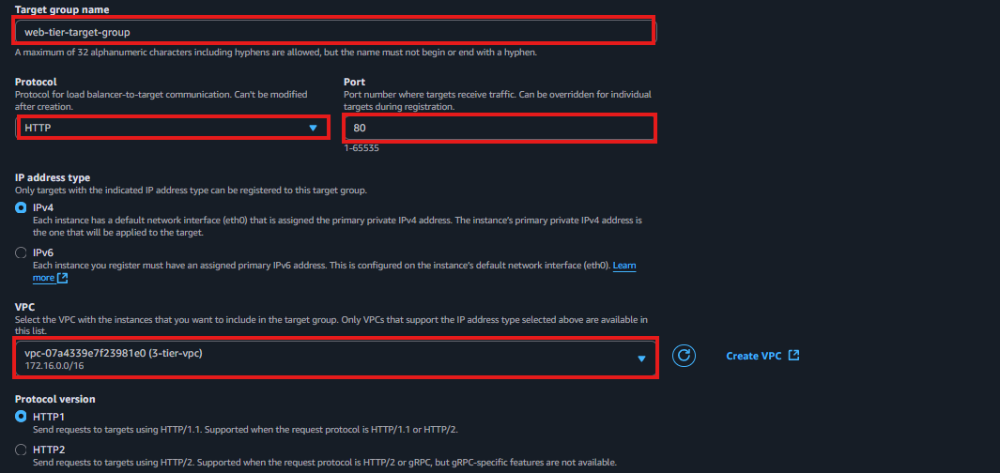 Target group name
web-tier-target-group
A maximum of 32 alphanumeric characters including hyphens are allowed, but the name must not begin or end with a hyphen.
Protocol
Protocol for load balancer-to-target communication. Can't be modified
after creation.
HTTP
Port
Port number where targets receive traffic. Can be overridden for individual
targets during registration.
80
1-65535
IP address type
Only targets with the indicated IP address type can be registered to this target group.
IPv4
Each instance has a default network interface (eth0) that is assigned the primary private IPv4 address. The instance's primary private IPv4 address is
the one that will be applied to the target.
IPv6
Each instance you register must have an assigned primary IPv6 address. This is configured on the instance's default network interface (eth0). Learn
more
VPC
Select the VPC with the instances that you want to include in the target group. Only VPCs that support the IP address type selected above are available in
this list.
vpc-07a4339e7f23981e0 (3-tier-vpc)
172.16.0.0/16
Create VPC
Protocol version
HTTP1
Send requests to targets using HTTP/1.1. Supported when the request protocol is HTTP/1.1 or HTTP/2.
HTTP2
Send requests to targets using HTTP/2. Supported when the request protocol is HTTP/2 or gRPC, but gRPC-specific features are not available.